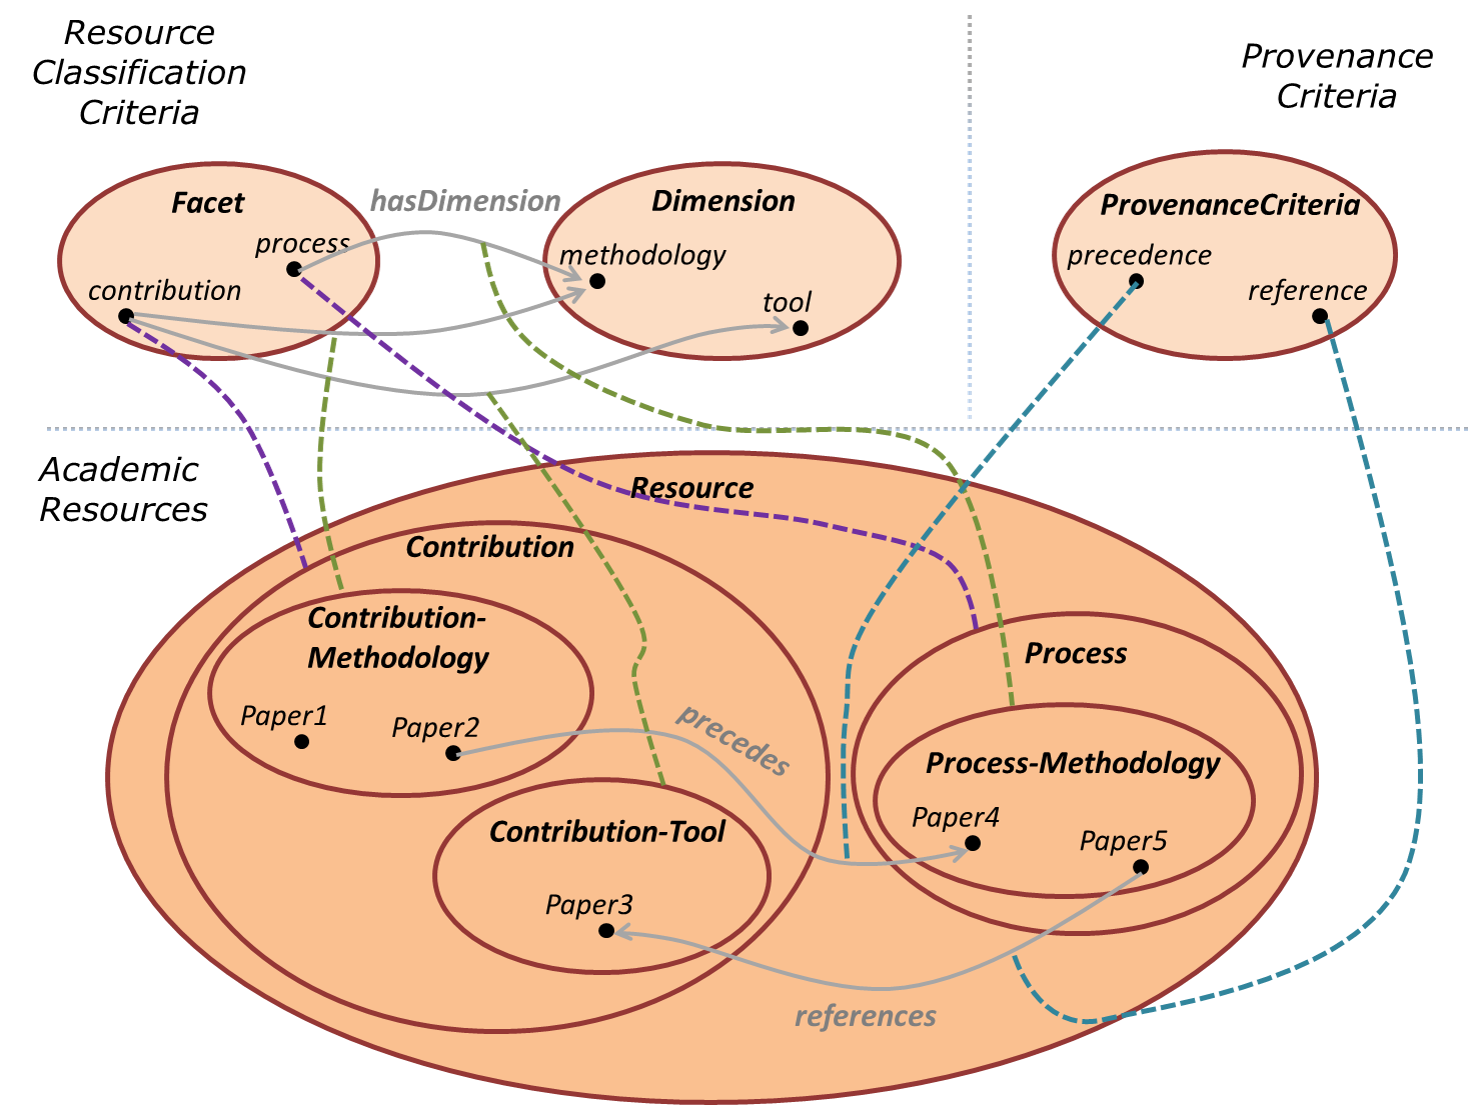 Resource
Classification
Criteria
Provenance
Criteria
Facet
hasDimension
Dimension
ProvenanceCriteria
process
methodology
precedence
contribution
tool
reference
Academic
Resources
Resource
Contribution
Contribution-
Methodology
Process
Paper1
Paper2
precedes
Process-Methodology
Contribution-Tool
Paper4
Paper5
Paper3
references